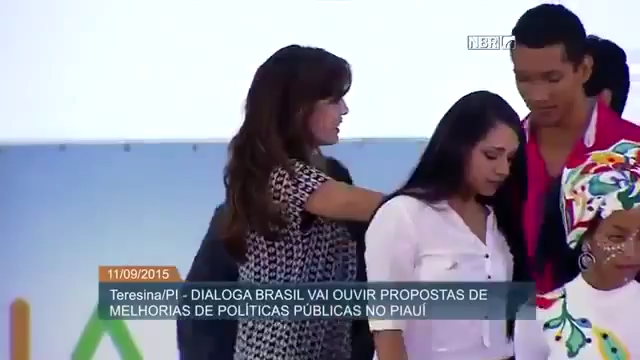 NBR
11/09/2015
Teresina/PI - DIALOGA BRASIL VAI OUVIR PROPOSTAS DE
MELHORIAS DE POLÍTICAS PÚBLICAS NO PIAUÍ